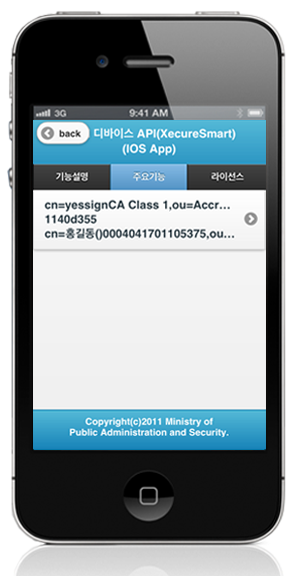 3G 9:41 AM
back 디바이스 API(XecureSmart)
(IOS App)
기능설명 주요기능 라이선스
cn=yessignCA Class 1,ou=Accr...
1140d355
cn=홍길동()0004041701105375,ou...
Copyright(c)2011 Ministry of
Public Administration and Security.